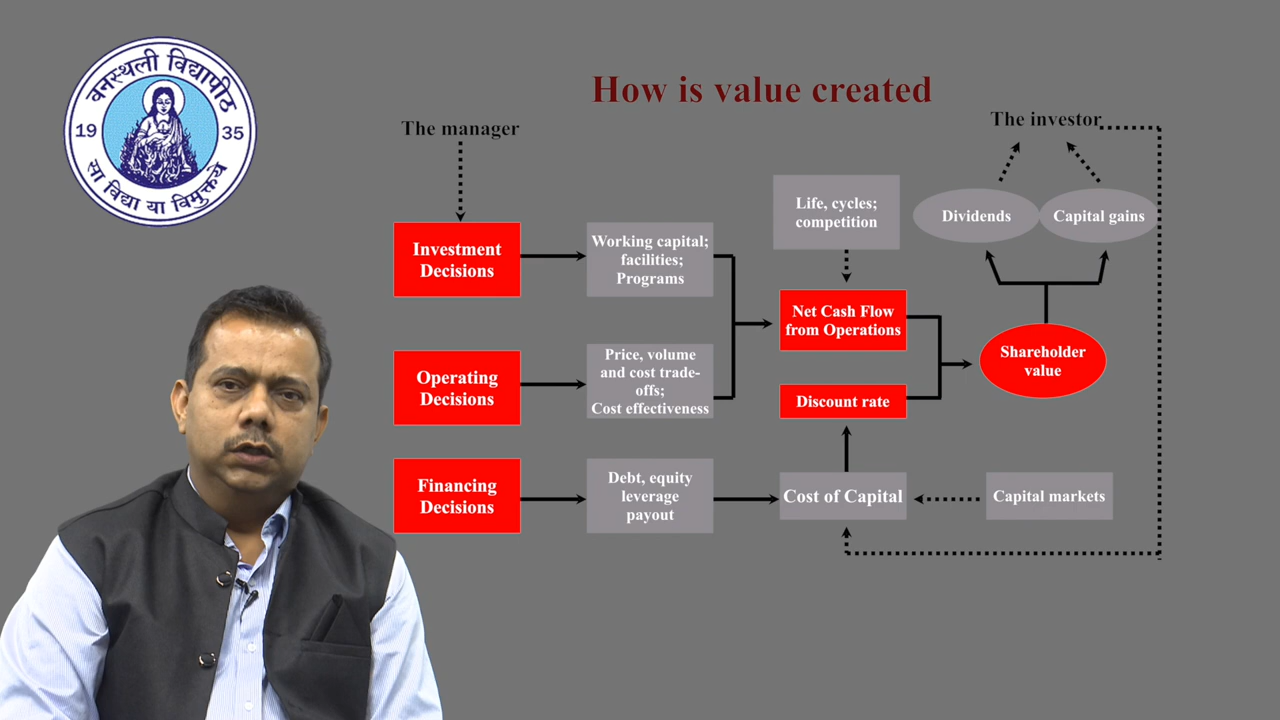 वनस्थली विद्यापीठ
19 35
सा विद्या या विमुक्तये
How is value created
The manager
The investor
Investment
Decisions
Working capital;
facilities;
Programs
Life, cycles;
competition
Dividends
Capital gains
Operating
Decisions
Price, volume
and cost trade-
offs;
Cost effectiveness
Net Cash Flow
from Operations
Discount rate
Shareholder
value
Financing
Decisions
Debt, equity
leverage
payout
Cost of Capital
Capital markets